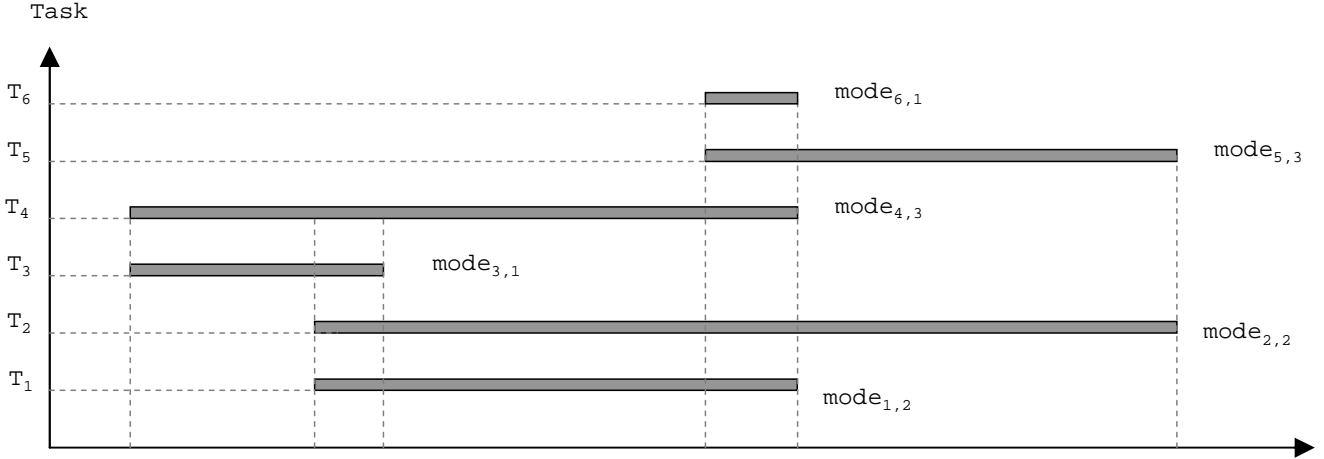 Task
T6 mode6,1
T5 mode5,3
T4 mode4,3
T3 mode3,1
T2 mode2,2
T1 mode1,2